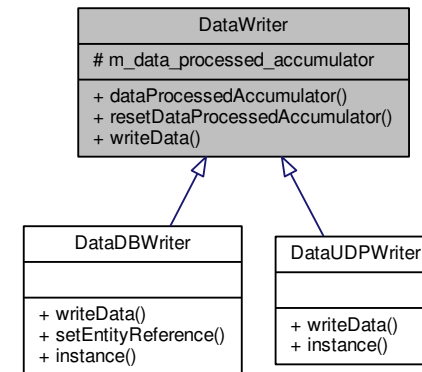 DataWriter
# m_data_processed_accumulator
+ dataProcessedAccumulator()
+ resetDataProcessedAccumulator()
+ writeData()
DataDBWriter
+ writeData()
+ setEntityReference()
+ instance()
DataUDPWriter
+ writeData()
+ instance()